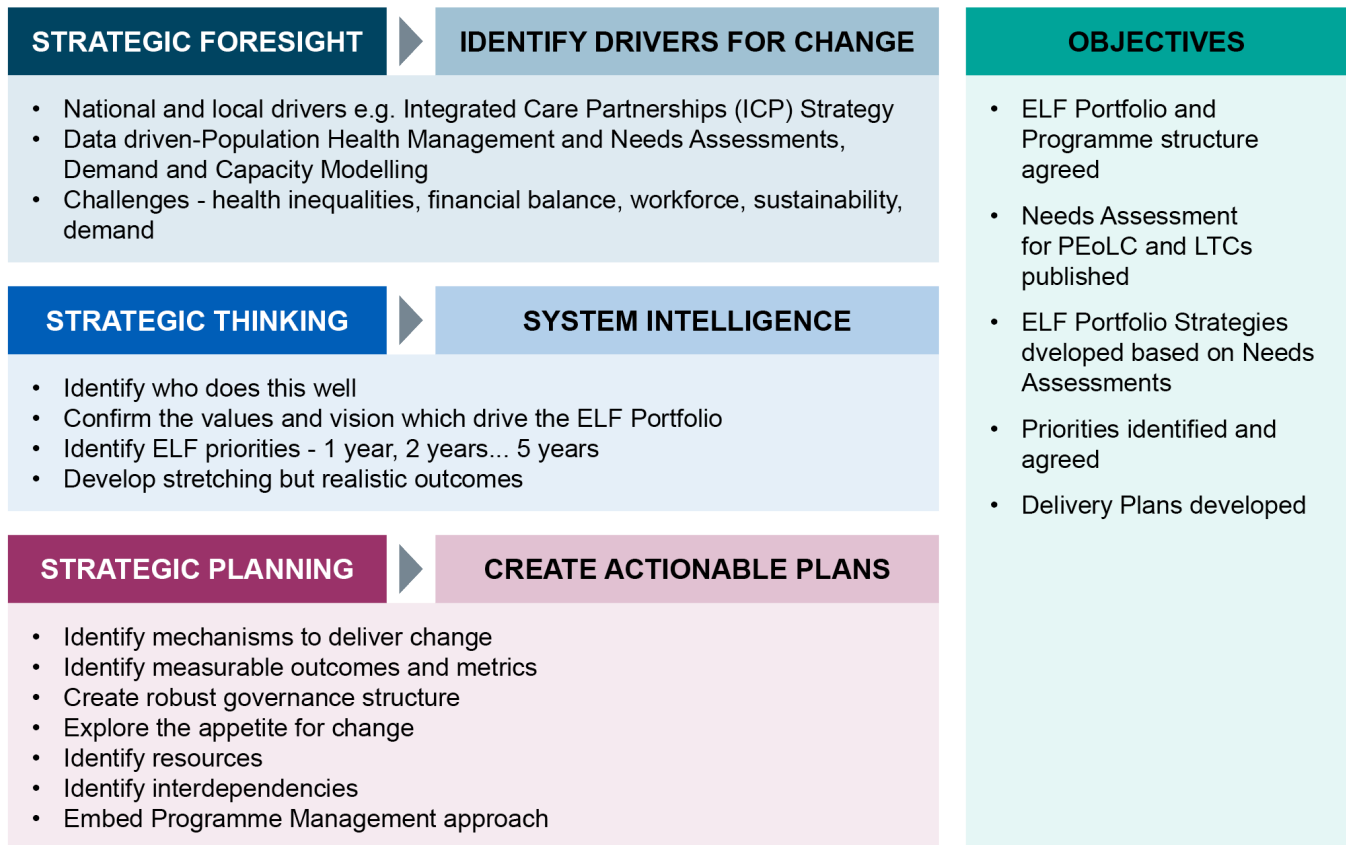 STRATEGIC FORESIGHT
IDENTIFY DRIVERS FOR CHANGE
• National and local drivers e.g. Integrated Care Partnerships (ICP) Strategy
• Data driven-Population Health Management and Needs Assessments,
Demand and Capacity Modelling
• Challenges - health inequalities, financial balance, workforce, sustainability,
demand
STRATEGIC THINKING
SYSTEM INTELLIGENCE
• Identify who does this well
• Confirm the values and vision which drive the ELF Portfolio
• Identify ELF priorities - 1 year, 2 years... 5 years
• Develop stretching but realistic outcomes
STRATEGIC PLANNING
CREATE ACTIONABLE PLANS
• Identify mechanisms to deliver change
• Identify measurable outcomes and metrics
• Create robust governance structure
• Explore the appetite for change
• Identify resources
• Identify interdependencies
• Embed Programme Management approach
OBJECTIVES
• ELF Portfolio and
Programme structure
agreed
• Needs Assessment
for PEoLC and LTCs
published
• ELF Portfolio Strategies
dveloped based on Needs
Assessments
• Priorities identified and
agreed
• Delivery Plans developed